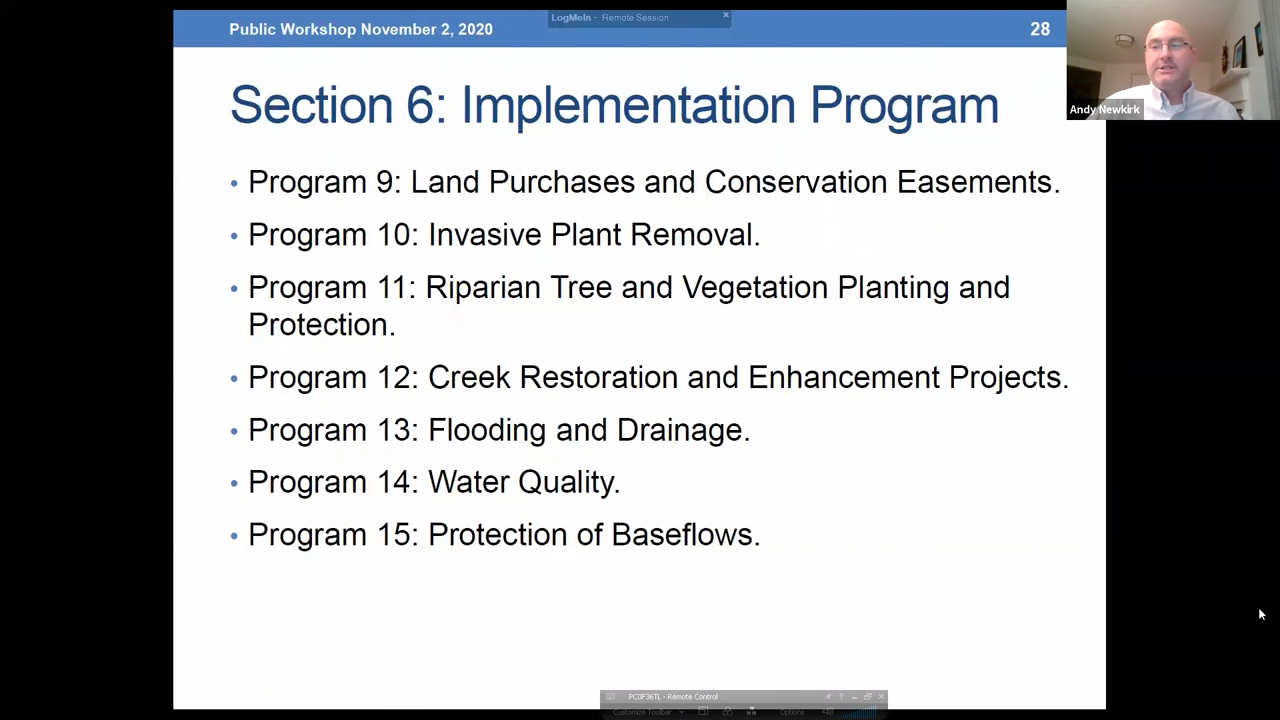 Public Workshop November 2, 2020
LogMeIn - Remote Session
28
Andy Newkirk
Section 6: Implementation Program
• Program 9: Land Purchases and Conservation Easements.
• Program 10: Invasive Plant Removal.
• Program 11: Riparian Tree and Vegetation Planting and
Protection.
• Program 12: Creek Restoration and Enhancement Projects.
• Program 13: Flooding and Drainage.
• Program 14: Water Quality.
• Program 15: Protection of Baseflows.
PC0F36TL - Remote Control
Customize Toolbar
Options